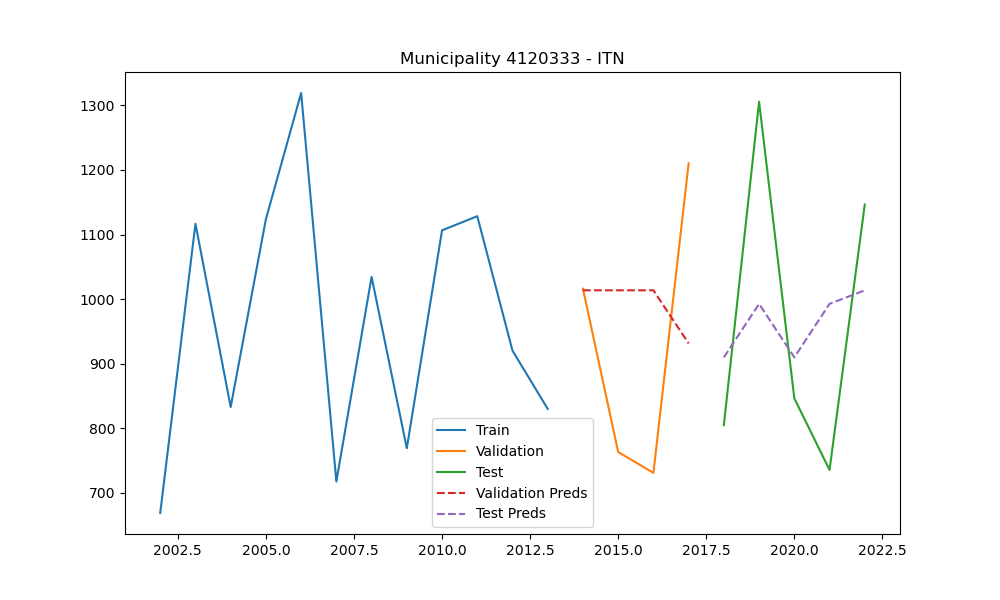 Municipality 4120333 - ITN
1300
1200
1100
1000
900
800
700
Train
Validation
Test
Validation Preds
Test Preds
2002.5 2005.0 2007.5 2010.0 2012.5 2015.0 2017.5 2020.0 2022.5